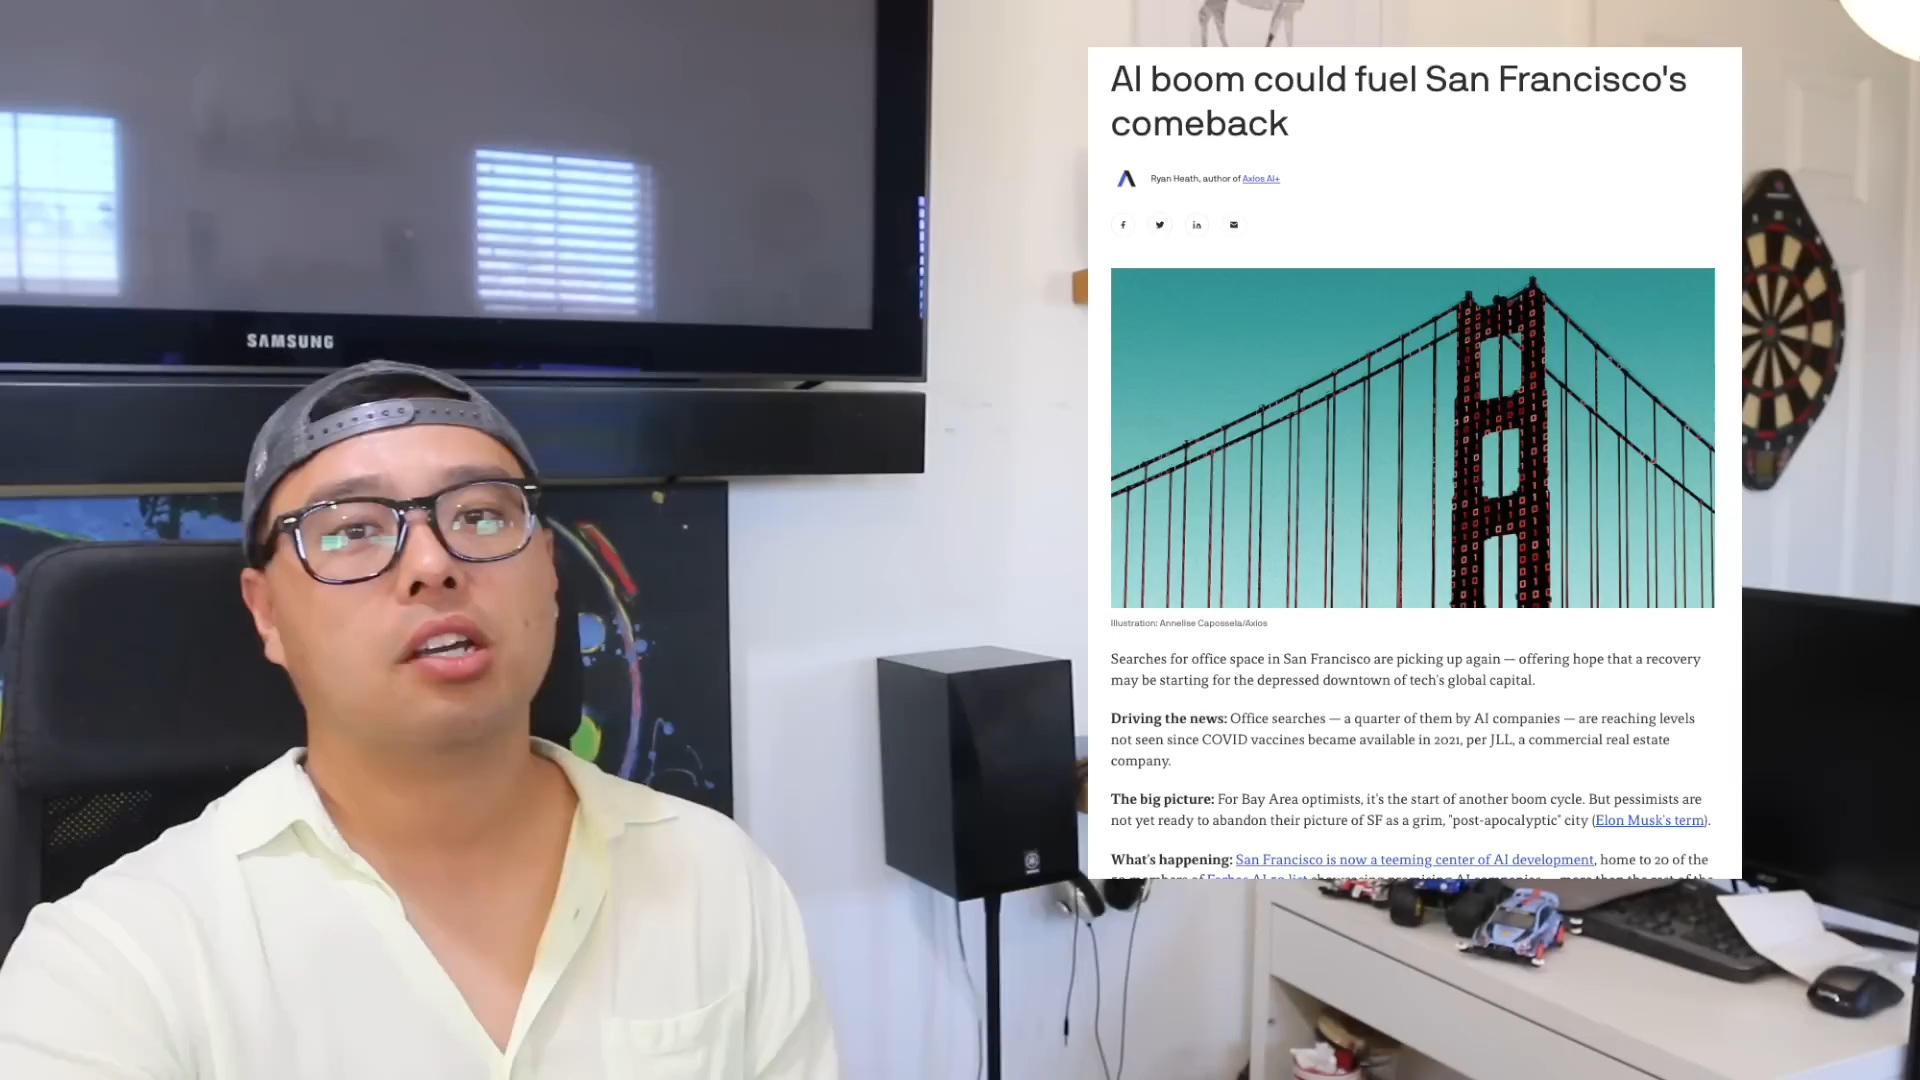 SAMSUNG
AI boom could fuel San Francisco's
comeback
Ryan Heath, author of Axios AI+
Illustration: Annelise Capossela/Axios
Searches for office space in San Francisco are picking up again — offering hope that a recovery
may be starting for the depressed downtown of tech's global capital.
Driving the news: Office searches — a quarter of them by AI companies — are reaching levels
not seen since COVID vaccines became available in 2021, per JLL, a commercial real estate
company.
The big picture: For Bay Area optimists, it's the start of another boom cycle. But pessimists are
not yet ready to abandon their picture of SF as a grim, "post-apocalyptic" city (Elon Musk's term).
What's happening: San Francisco is now a teeming center of AI development, home to 20 of the